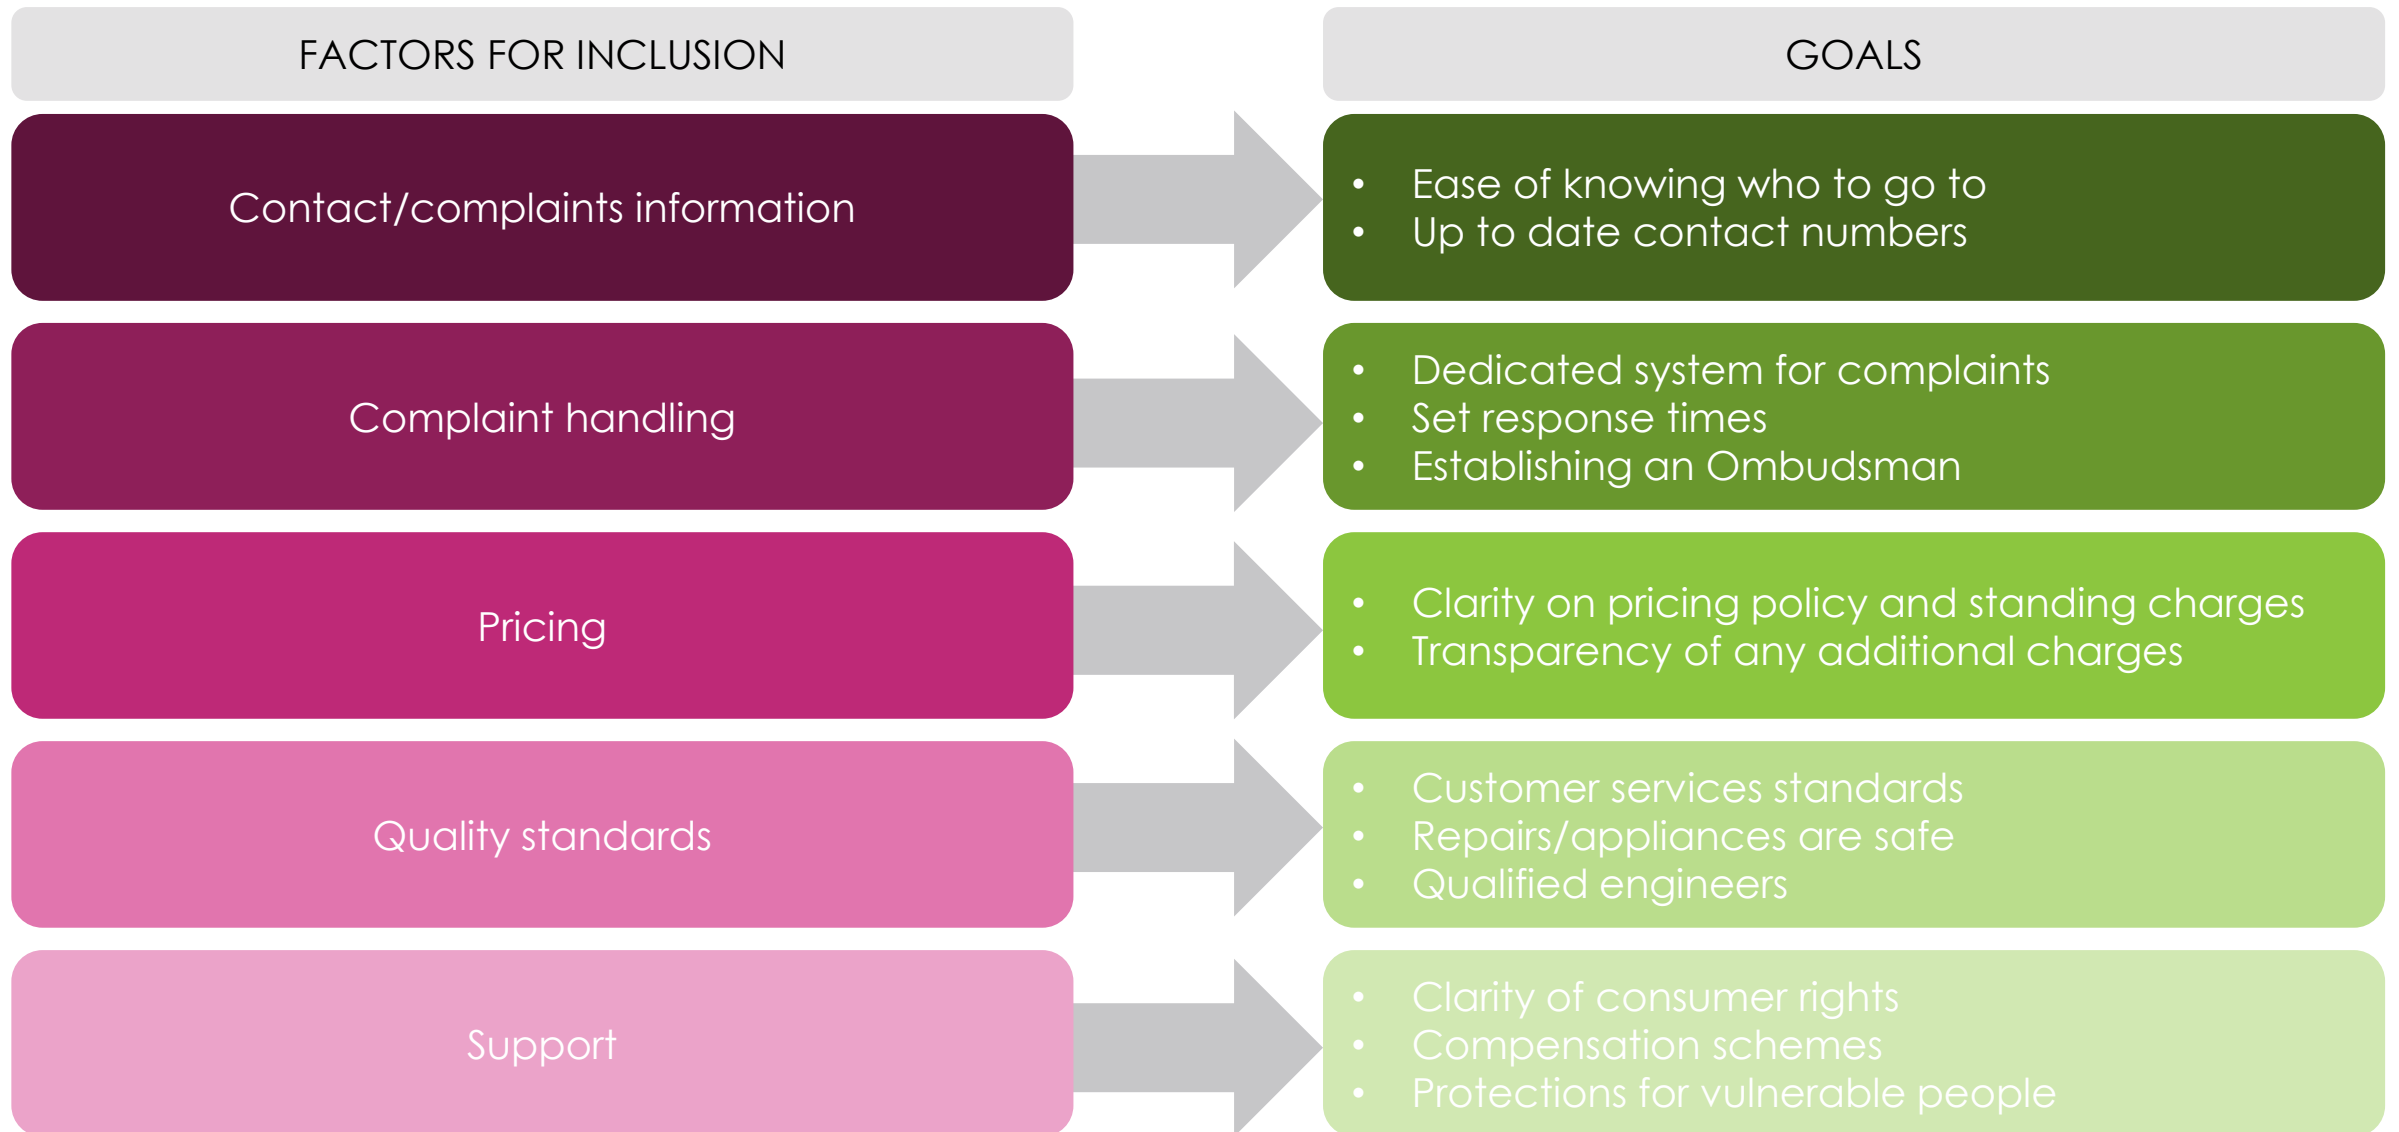 FACTORS FOR INCLUSION
GOALS
Contact/complaints information
• Ease of knowing who to go to
• Up to date contact numbers
Complaint handling
• Dedicated system for complaints
• Set response times
• Establishing an Ombudsman
Pricing
• Clarity on pricing policy and standing charges
• Transparency of any additional charges
Quality standards
• Customer services standards
• Repairs/appliances are safe
• Qualified engineers
Support
• Clarity of consumer rights
• Compensation schemes
• Protections for vulnerable people